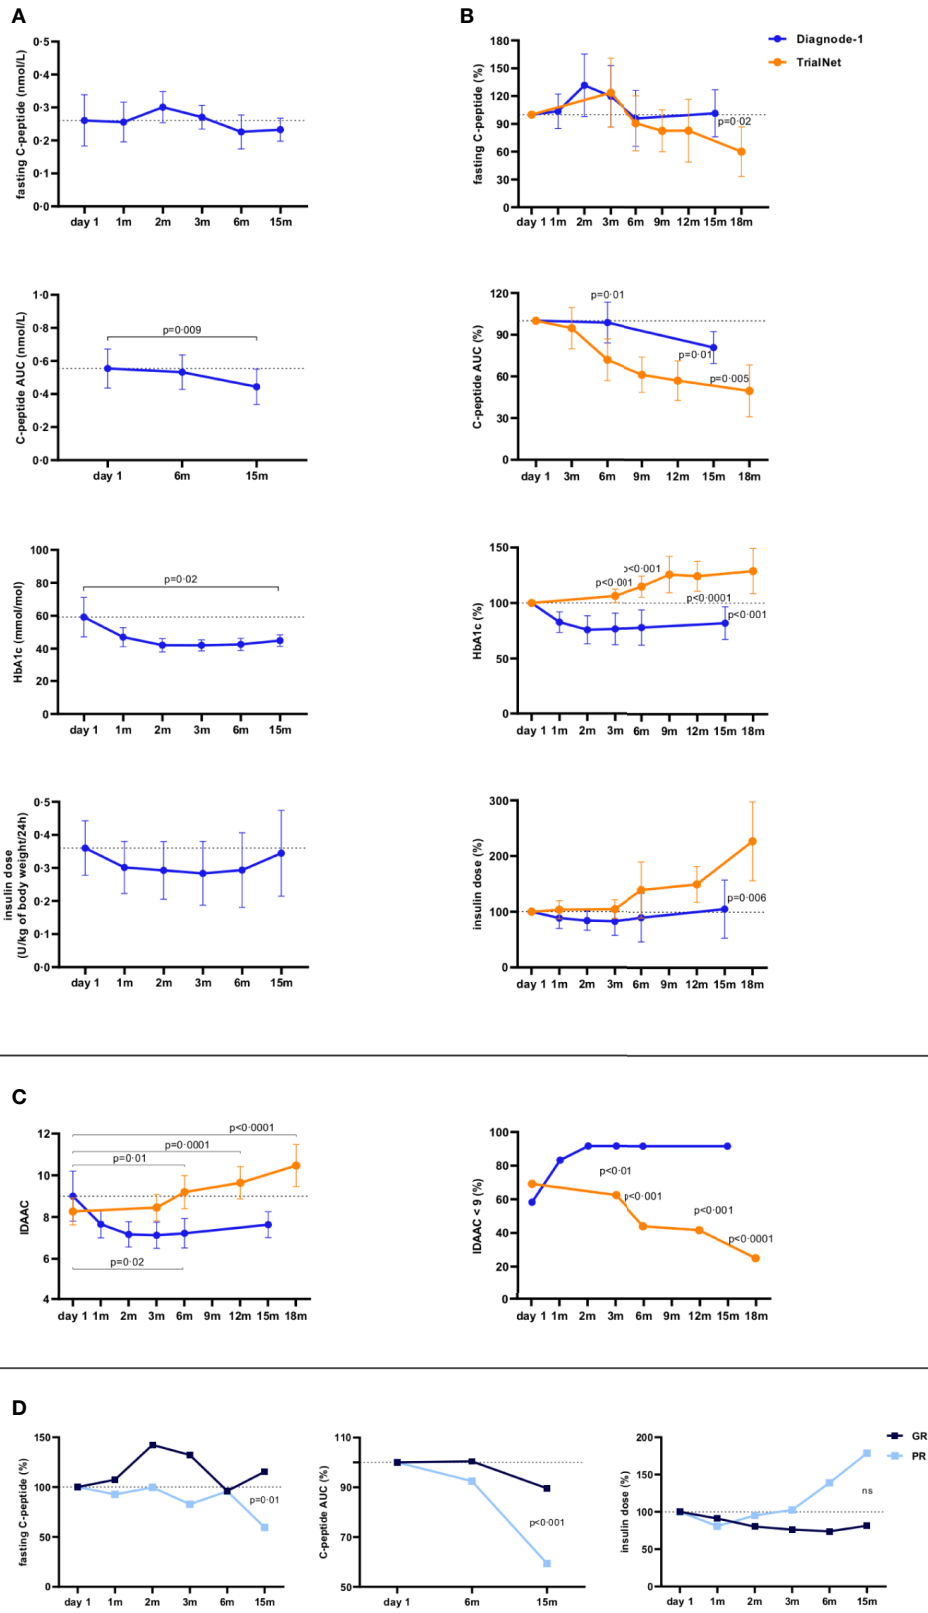 A
fasting C-peptide (nmol/L)
0·5
0·4
0·3
0·2
0·1
0·0
day 1 1m 2m 3m 6m 15m
B
fasting C-peptide (%)
180
150
120
90
60
30
0
p=0·02
day 1 1m 2m 3m 6m 9m 12m 15m 18m
Diagnode-1
TrialNet
C-peptide AUC (nmol/L)
1·0
0·8
0·6
0·4
0·2
0·0
p=0·009
day 1 6m 15m
C-peptide AUC (%)
120
90
60
30
0
p=0·01
p=0·01
p=0·005
day 1 3m 6m 9m 12m 15m 18m
HbA1c (mmol/mol)
100
80
60
40
20
0
p=0·02
day 1 1m 2m 3m 6m 15m
HbA1c (%)
150
100
50
0
p<0·001
p<0·001
p<0·0001
p<0·001
day 1 1m 2m 3m 6m 9m 12m 15m 18m
insulin dose
(U/kg of body weight/24h)
0·5
0·4
0·3
0·2
0·1
0·0
day 1 1m 2m 3m 6m 15m
insulin dose (%)
300
200
100
0
p=0·006
day 1 1m 2m 3m 6m 9m 12m 15m 18m
C
IDAAC
12
10
8
6
4
p<0·0001
p=0·0001
p=0·01
p=0·02
day 1 1m 2m 3m 6m 9m 12m 15m 18m
IDAAC < 9 (%)
100
80
60
40
20
0
p<0·01
p<0·001
p<0·001
p<0·0001
day 1 1m 2m 3m 6m 9m 12m 15m 18m
D
fasting C-peptide (%)
150
100
50
0
p=0·01
day 1 1m 2m 3m 6m 15m
C-peptide AUC (%)
110
90
70
50
p<0·001
day 1 6m 15m
insulin dose (%)
200
150
100
50
0
ns
day 1 1m 2m 3m 6m 15m
GR
PR